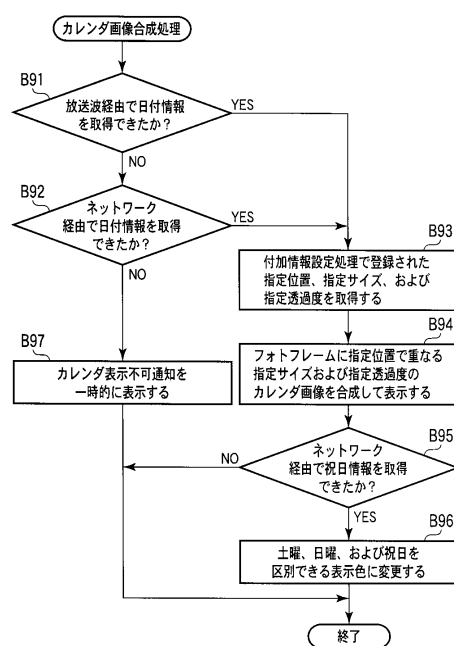 カレンダ画像合成処理
B91
放送波経由で日付情報
を取得できたか？
YES
NO
B92
ネットワーク
経由で日付情報を取得
できたか？
YES
NO
B93
付加情報設定処理で登録された
指定位置、指定サイズ、および
指定透過度を取得する
B94
フォトフレームに指定位置で重なる
指定サイズおよび指定透過度の
カレンダ画像を合成して表示する
B97
カレンダ表示不可通知を
一時的に表示する
B95
ネットワーク
経由で祝日情報を取得
できたか？
NO
YES
B96
土曜、日曜、および祝日を
区別できる表示色に変更する
終了